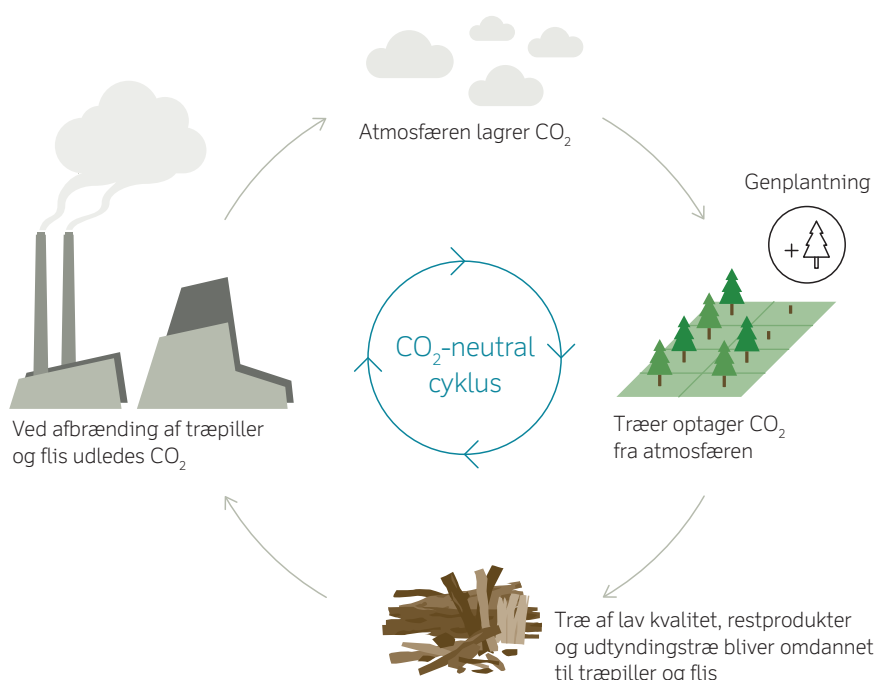 Atmosfæren lagrer CO₂
Genplantning
+
CO₂-neutral
cyklus
Træer optager CO₂
fra atmosfæren
Ved afbrænding af træpiller
og flis udledes CO₂
Træ af lav kvalitet, restprodukter
og udtyndingstræ bliver omdannet
til træpiller og flis